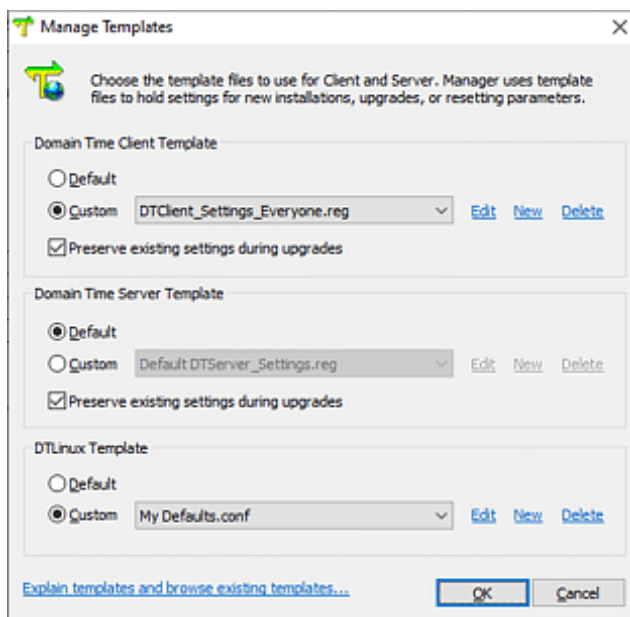 Manage Templates
Choose the template files to use for Client and Server. Manager uses template
files to hold settings for new installations, upgrades, or resetting parameters.
Domain Time Client Template
Default
Custom DTClient_Settings_Everyone.reg Edit New Delete
Preserve existing settings during upgrades
Domain Time Server Template
Default
Custom Default DTServer_Settings.reg Edit New Delete
Preserve existing settings during upgrades
DTLinux Template
Default
Custom My Defaults.conf Edit New Delete
Explain templates and browse existing templates... OK Cancel